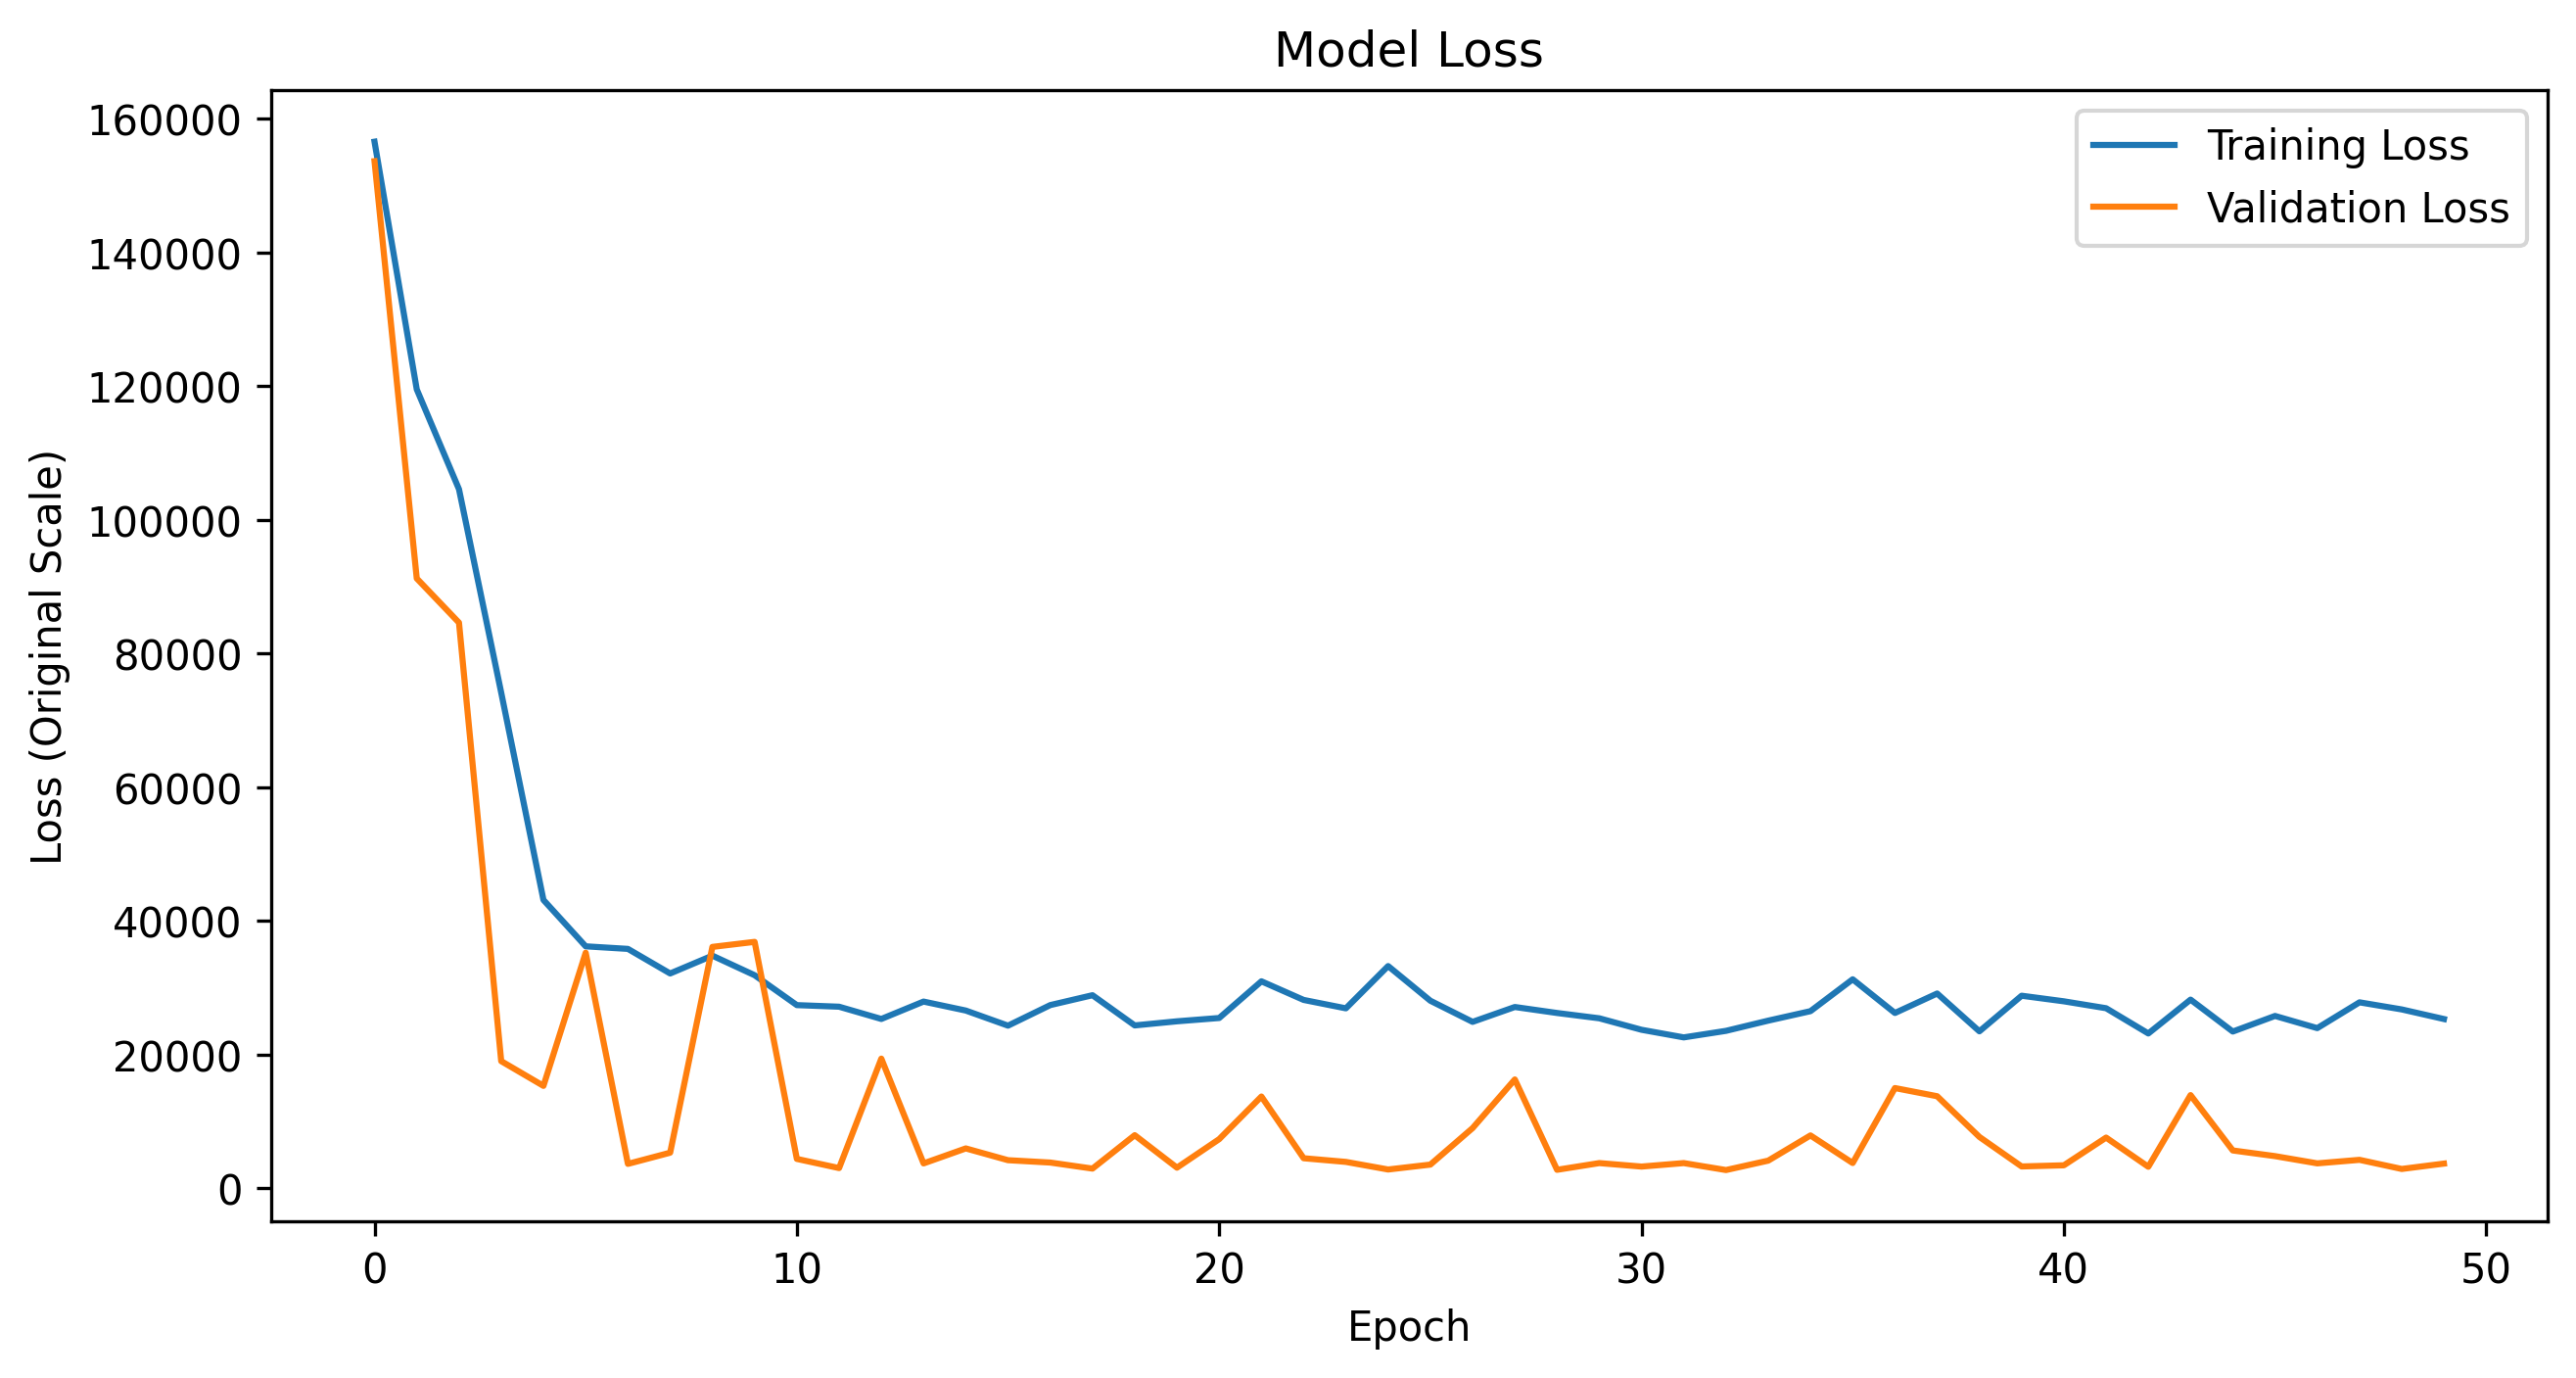 Model Loss
Training Loss
Validation Loss
Loss (Original Scale)
160000
140000
120000
100000
80000
60000
40000
20000
0
0 10 20 30 40 50
Epoch